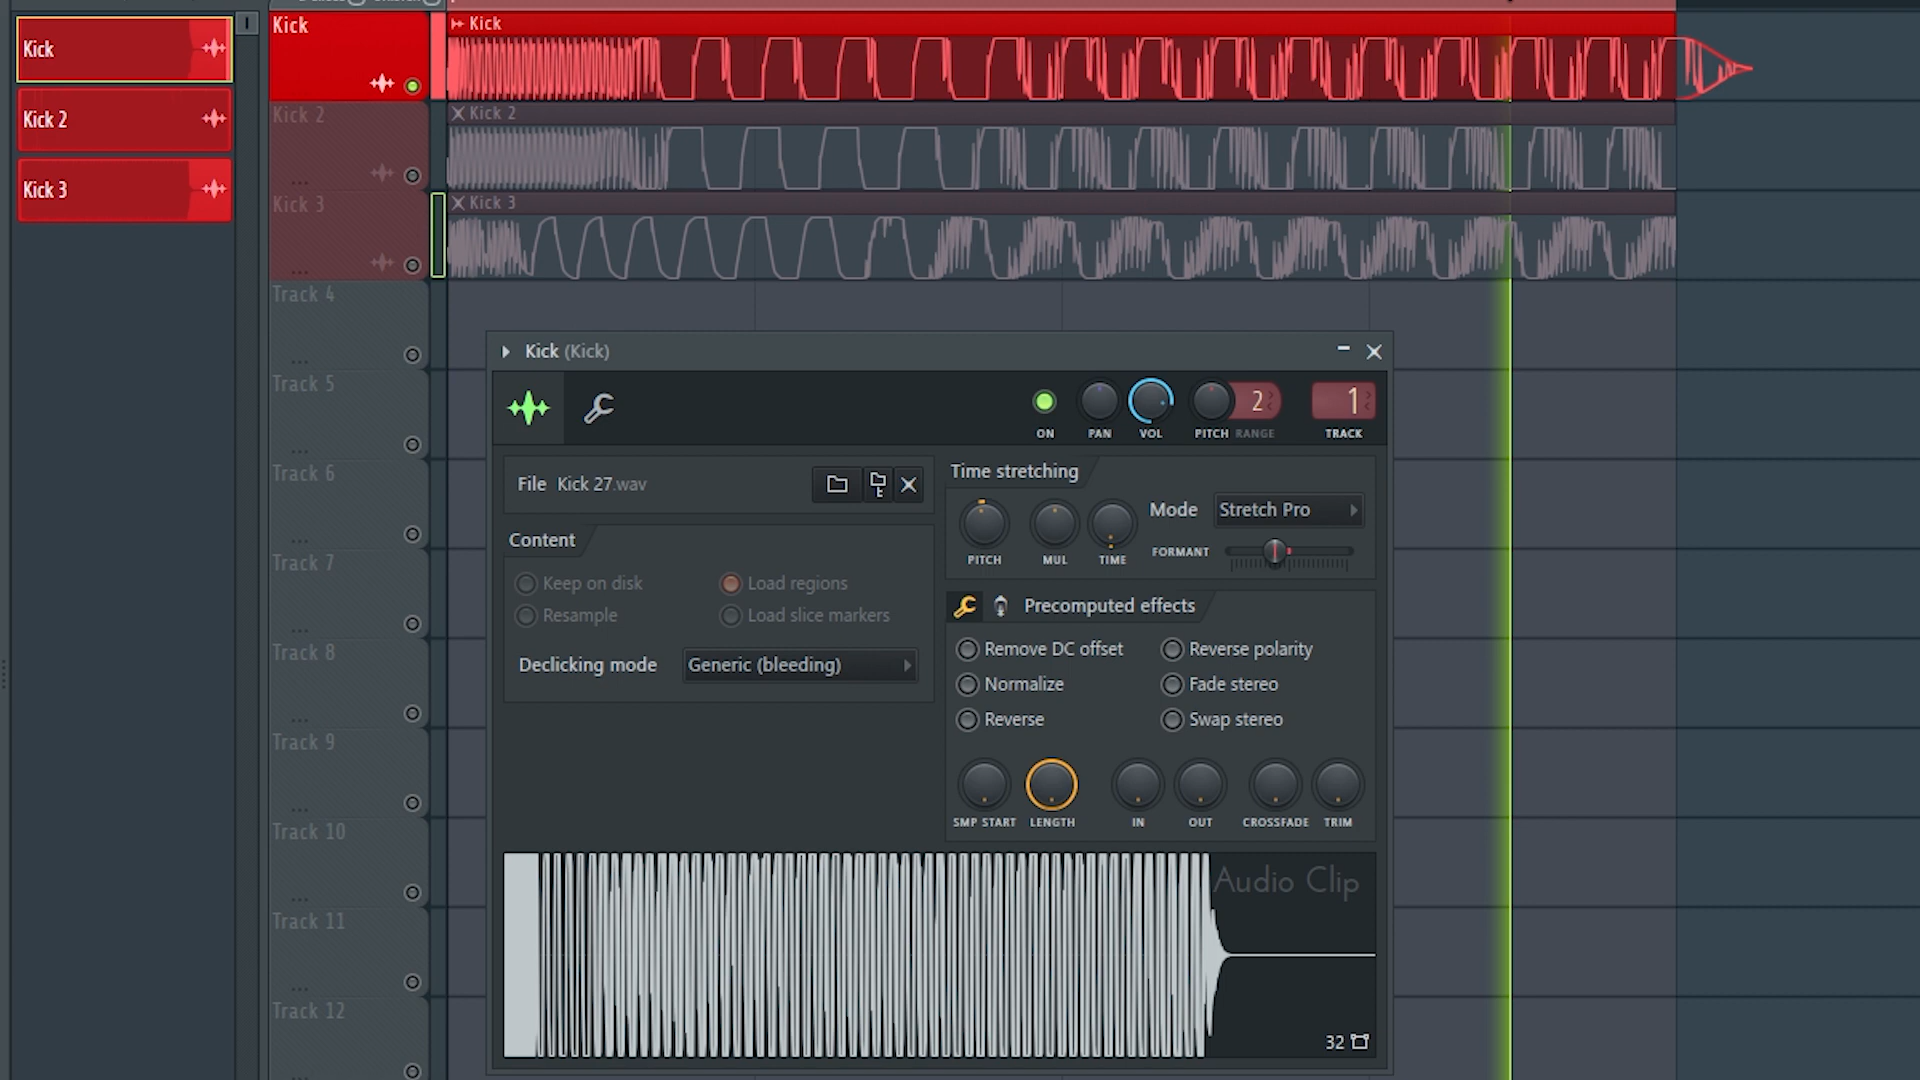 Kick
Kick 2
Kick 3
Kick
Kick 2
Kick 3
Track 4
Track 5
Track 6
Track 7
Track 8
Track 9
Track 10
Track 11
Track 12
Kick
Kick 2
Kick 3
Kick (Kick)
2
1
ON
PAN
VOL
PITCH RANGE
TRACK
File Kick 27.wav
Content
Keep on disk
Load regions
Resample
Load slice markers
Declicking mode Generic (bleeding)
Time stretching
Mode Stretch Pro
PITCH
MUL
TIME
FORMANT
Precomputed effects
Remove DC offset
Reverse polarity
Normalize
Fade stereo
Reverse
Swap stereo
SMP START
LENGTH
IN
OUT
CROSSFADE
TRIM
Audio Clip
32